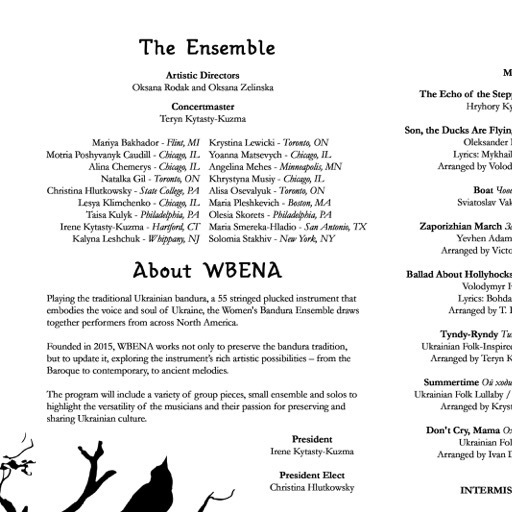 The Ensemble
Artistic Directors
Oksana Rodak and Oksana Zelinska
Concertmaster
Teryn Kytasty-Kuzma
Mariya Bakhador - Flint, MI Krystina Lewicki - Toronto, ON
Motria Poshyvanyk Caudill - Chicago, IL Yoanna Matsevych - Chicago, IL
Alina Chemerys - Chicago, IL Angelina Mehes - Minneapolis, MN
Natalka Gil - Toronto, ON Khrystyna Musiy - Chicago, IL
Christina Hlutkowsky - State College, PA Alisa Osevalyuk - Toronto, ON
Lesya Klimchenko - Chicago, IL Maria Pleshkevich - Boston, MA
Taisa Kulyk - Philadelphia, PA Olesia Skorets - Philadelphia, PA
Irene Kytasty-Kuzma - Hartford, CT Maria Smereka-Hladio - San Antonio, TX
Kalyna Leshchuk - Whippany, NJ Solomia Stakhiv - New York, NY
About WBENA
Playing the traditional Ukrainian bandura, a 55 stringed plucked instrument that
embodies the voice and soul of Ukraine, the Women's Bandura Ensemble draws
together performers from across North America.
Founded in 2015, WBENA works not only to preserve the bandura tradition,
but to update it, exploring the instrument's rich artistic possibilities – from the
Baroque to contemporary, to ancient melodies.
The program will include a variety of group pieces, small ensemble and solos to
highlight the versatility of the musicians and their passion for preserving and
sharing Ukrainian culture.
President
Irene Kytasty-Kuzma
President Elect
Christina Hlutkowsky
M
The Echo of the Stepp
Hryhory Ky
Son, the Ducks Are Flying
Oleksander
Lyrics: Mykhail
Arranged by Volod
Boat Чов
Sviatoslav Vak
Zaporizhian March За
Yevhen Adam
Arranged by Victo
Ballad About Hollyhocks
Volodymyr I
Lyrics: Bohda
Arranged by T. 
Tyndy-Ryndy Ти
Ukrainian Folk-Inspire
Arranged by Teryn K
Summertime Ой ходи
Ukrainian Folk Lullaby /
Arranged by Kryst
Don't Cry, Mama Ой
Ukrainian Fol
Arranged by Ivan D
INTERMIS